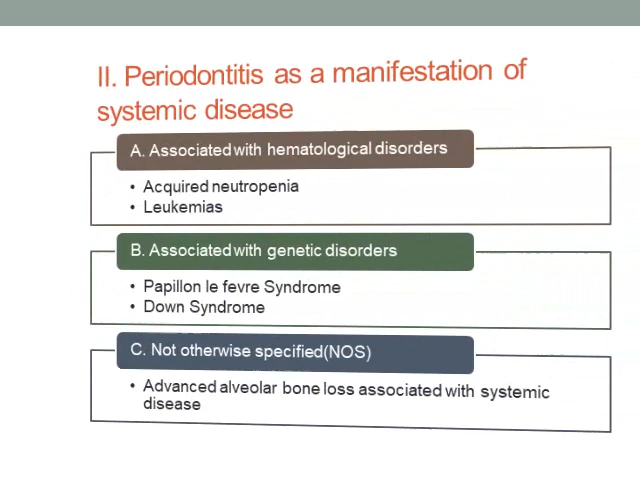 II. Periodontitis as a manifestation of
systemic disease
A. Associated with hematological disorders
• Acquired neutropenia
• Leukemias
B. Associated with genetic disorders
• Papillon le fevre Syndrome
• Down Syndrome
C. Not otherwise specified(NOS)
• Advanced alveolar bone loss associated with systemic
disease